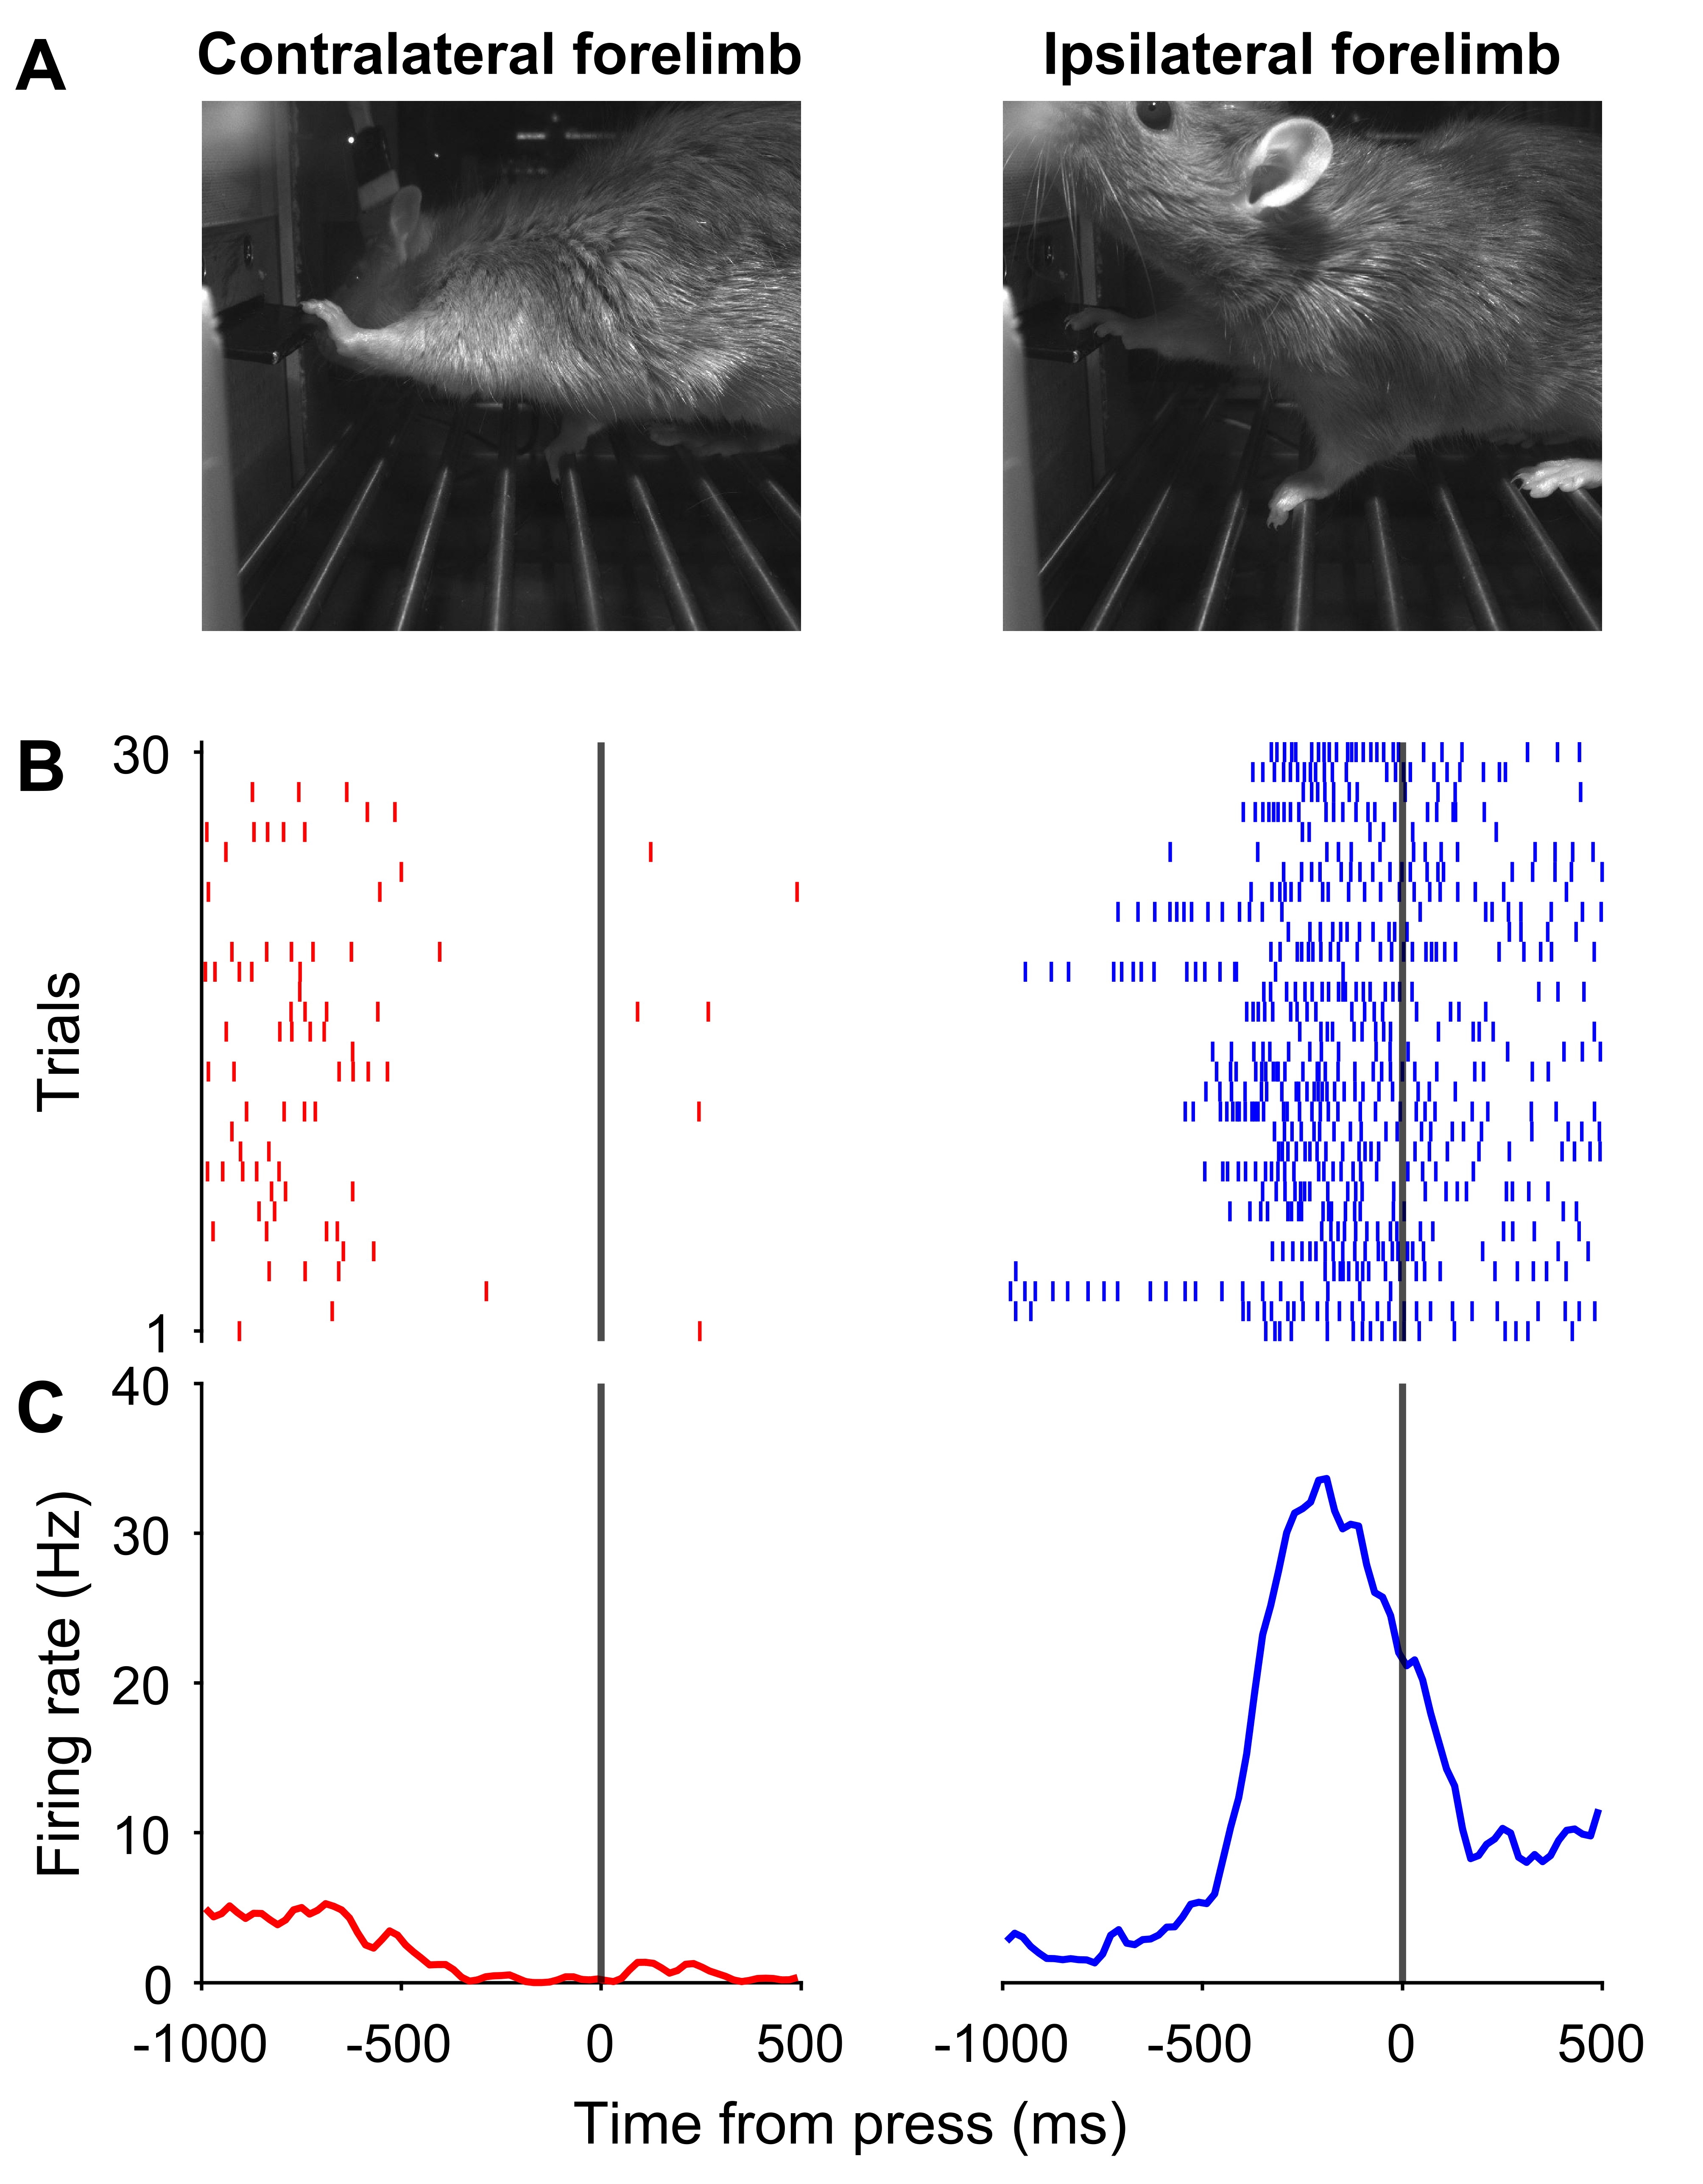 A
Contralateral forelimb
Ipsilateral forelimb
B
30
Trials
1
C
40
30
20
10
0
Firing rate (Hz)
-1000
-500
0
500
-1000
-500
0
500
Time from press (ms)